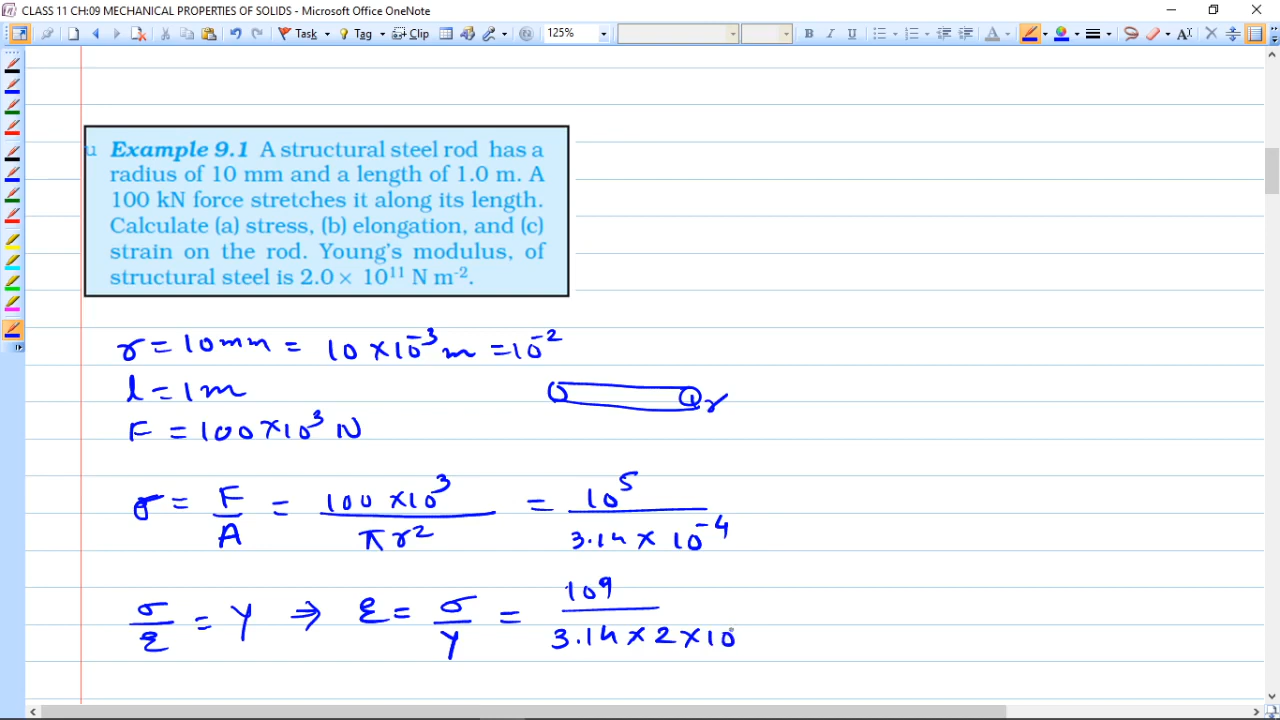 CLASS 11 CH:09 MECHANICAL PROPERTIES OF SOLIDS - Microsoft Office OneNote
Task Tag Clip 125% B I U
u Example 9.1 A structural steel rod has a
radius of 10 mm and a length of 1.0 m. A
100 kN force stretches it along its length.
Calculate (a) stress, (b) elongation, and (c)
strain on the rod. Young's modulus, of
structural steel is 2.0 × 10¹¹ N m⁻².
r = 10mm = 10 × 10⁻³ m = 10⁻²
l = 1m
r
F = 100 × 10³ N
σ = F/A = 100 × 10³ / πr² = 10⁵ / 3.14 × 10⁻⁴
σ/ε = Y ⇒ ε = σ/Y = 10⁹ / 3.14 × 2 × 10